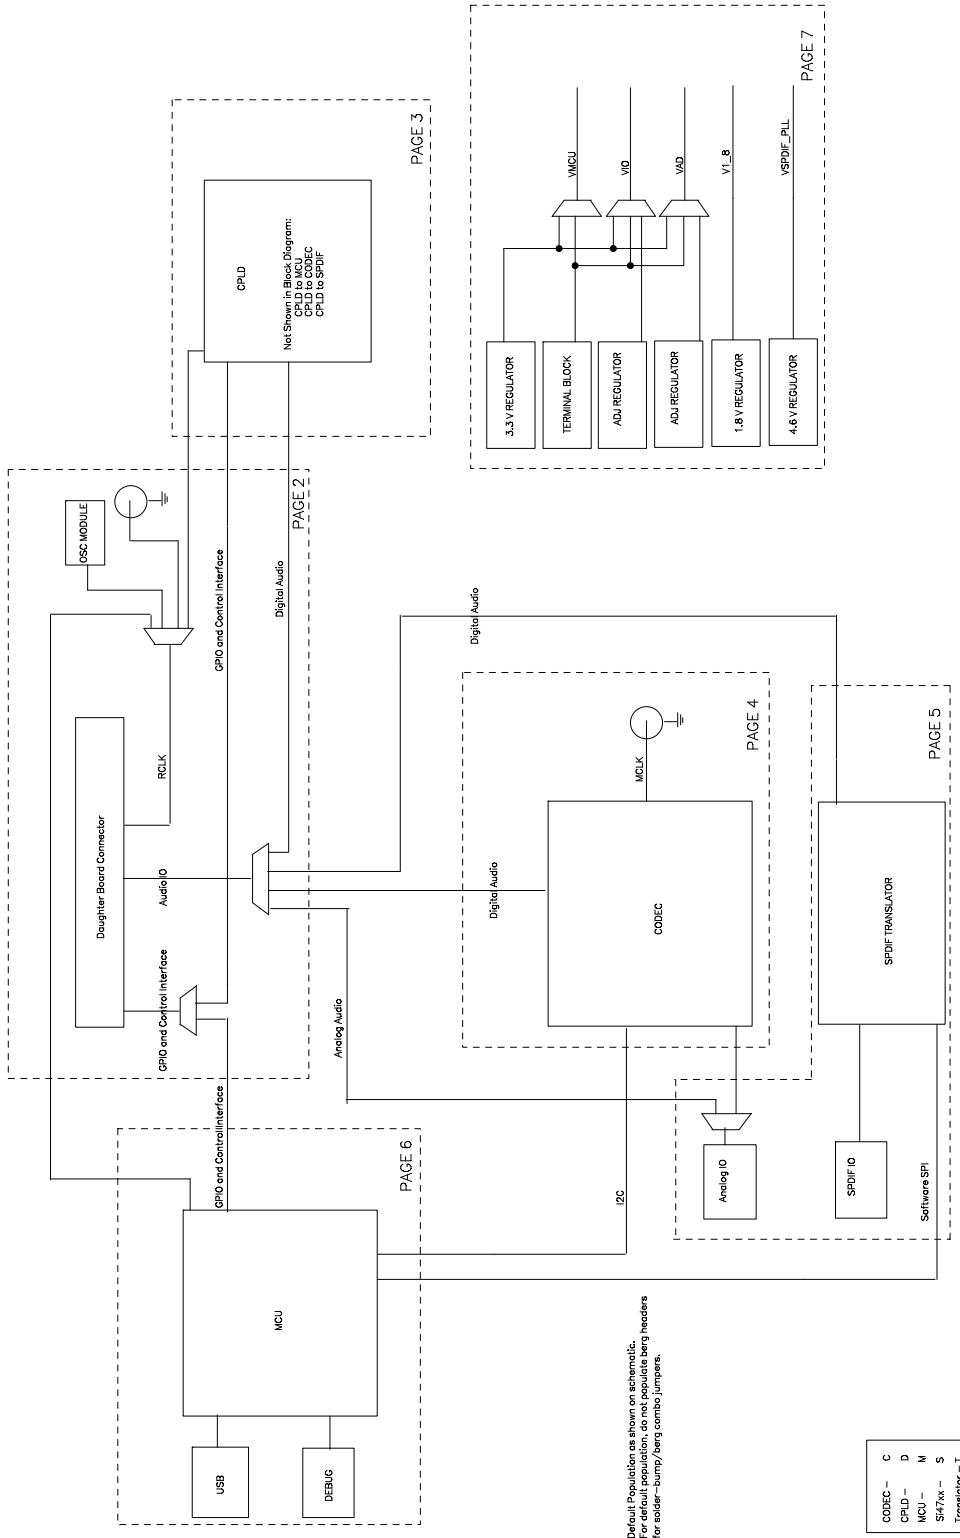 USB
DEBUG
MCU
PAGE 6
GPIO and Control Interface
GPIO and Control Interface
Daughter Board Connector
Audio IO
RCLK
OSC MODULE
GPIO and Control Interface
Digital Audio
PAGE 2
CPLD
Not Shown in Block Diagram:
CPLD to MCU
CPLD to CODEC
CPLD to SPDIF
PAGE 3
Analog Audio
Digital Audio
Digital Audio
I2C
CODEC
MCLK
PAGE 4
Analog IO
SPDIF IO
Software SPI
SPDIF TRANSLATOR
PAGE 5
3.3 V REGULATOR
TERMINAL BLOCK
ADJ REGULATOR
ADJ REGULATOR
1.8 V REGULATOR
4.6 V REGULATOR
VMCU
VIO
VAD
V1_8
VSPDIF_PLL
PAGE 7
Default Population as shown on schematic.
For default population, do not populate berg headers
for solder-bump/berg combo jumpers.
CODEC - C
CPLD - D
MCU - M
Si47xx - S
Translator - T